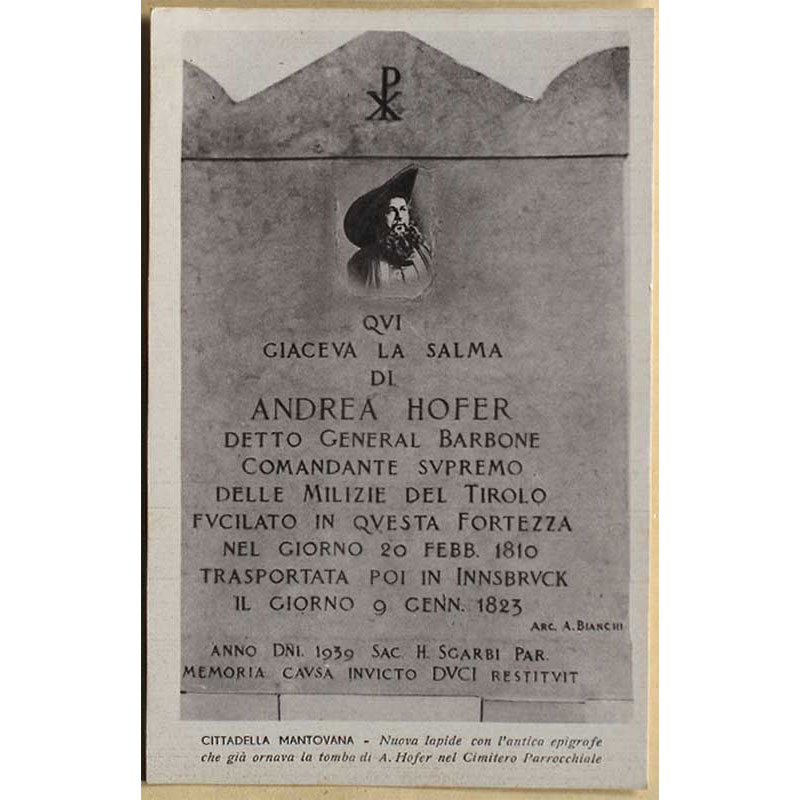 QVI
GIACEVA LA SALMA
DI
ANDREA HOFER
DETTO GENERAL BARBONE
COMANDANTE SVPREMO
DELLE MILIZIE DEL TIROLO
FVCILATO IN QVESTA FORTEZZA
NEL GIORNO 20 FEBB. 1810
TRASPORTATA POI IN INNSBRVCK
IL GIORNO 9 GENN. 1823
ARC. A. BIANCHI
ANNO DÑI. 1939 SAC. H. SGARBI PAR.
MEMORIA CAVSA INVICTO DVCI RESTITVIT
CITTADELLA MANTOVANA - Nuova lapide con l'antica epigrafe
che già ornava la tomba di A. Hofer nel Cimitero Parrocchiale